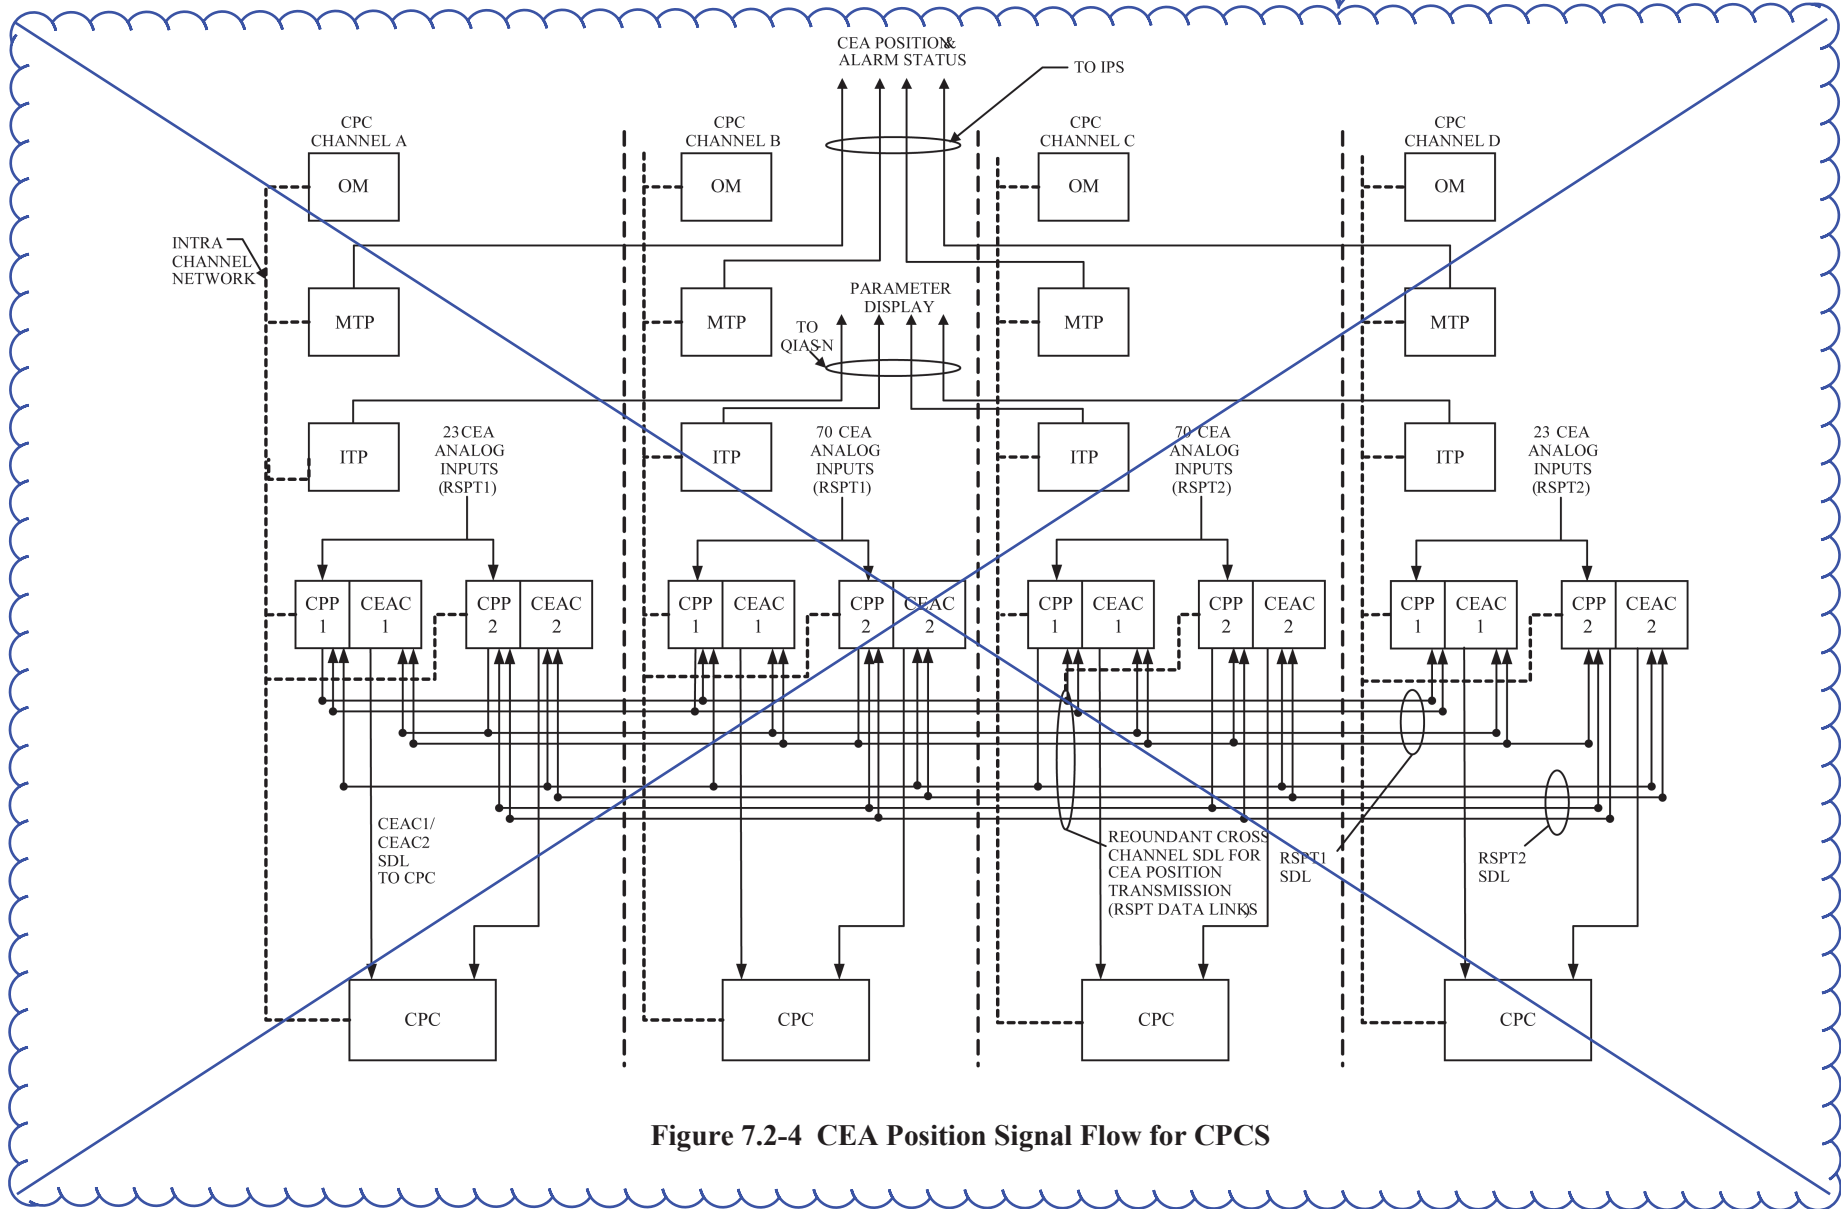 CEA POSITION&
ALARM STATUS
TO IPS
CPC
CHANNEL A
CPC
CHANNEL B
CPC
CHANNEL C
CPC
CHANNEL D
OM
OM
OM
OM
INTRA
CHANNEL
NETWORK
MTP
MTP
MTP
MTP
PARAMETER
DISPLAY
TO
QIAS-N
ITP
ITP
ITP
ITP
23CEA
ANALOG
INPUTS
(RSPT1)
70 CEA
ANALOG
INPUTS
(RSPT1)
70 CEA
ANALOG
INPUTS
(RSPT2)
23 CEA
ANALOG
INPUTS
(RSPT2)
CPP
1
CEAC
1
CPP
2
CEAC
2
CPP
1
CEAC
1
CPP
2
CEAC
2
CPP
1
CEAC
1
CPP
2
CEAC
2
CPP
1
CEAC
1
CPP
2
CEAC
2
CEAC1/
CEAC2
SDL
TO CPC
REOUNDANT CROSS
CHANNEL SDL FOR
CEA POSITION
TRANSMISSION
(RSPT DATA LINKS)
RSPT1
SDL
RSPT2
SDL
CPC
CPC
CPC
CPC
Figure 7.2-4 CEA Position Signal Flow for CPCS